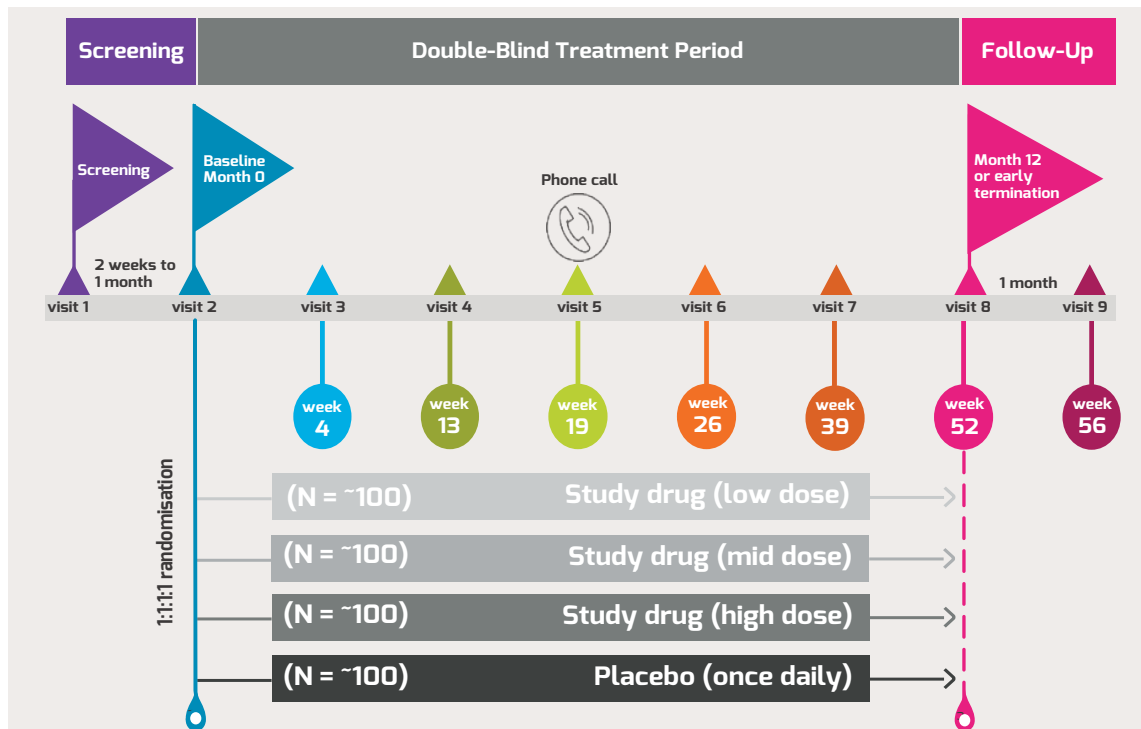 Screening
Double-Blind Treatment Period
Follow-Up
Screening
Baseline
Month 0
Phone call
Month 12
or early
termination
2 weeks to
1 month
1 month
visit 1
visit 2
visit 3
visit 4
visit 5
visit 6
visit 7
visit 8
visit 9
week
4
week
13
week
19
week
26
week
39
week
52
week
56
1:1:1:1 randomisation
(N = ~100) Study drug (low dose)
(N = ~100) Study drug (mid dose)
(N = ~100) Study drug (high dose)
(N = ~100) Placebo (once daily)